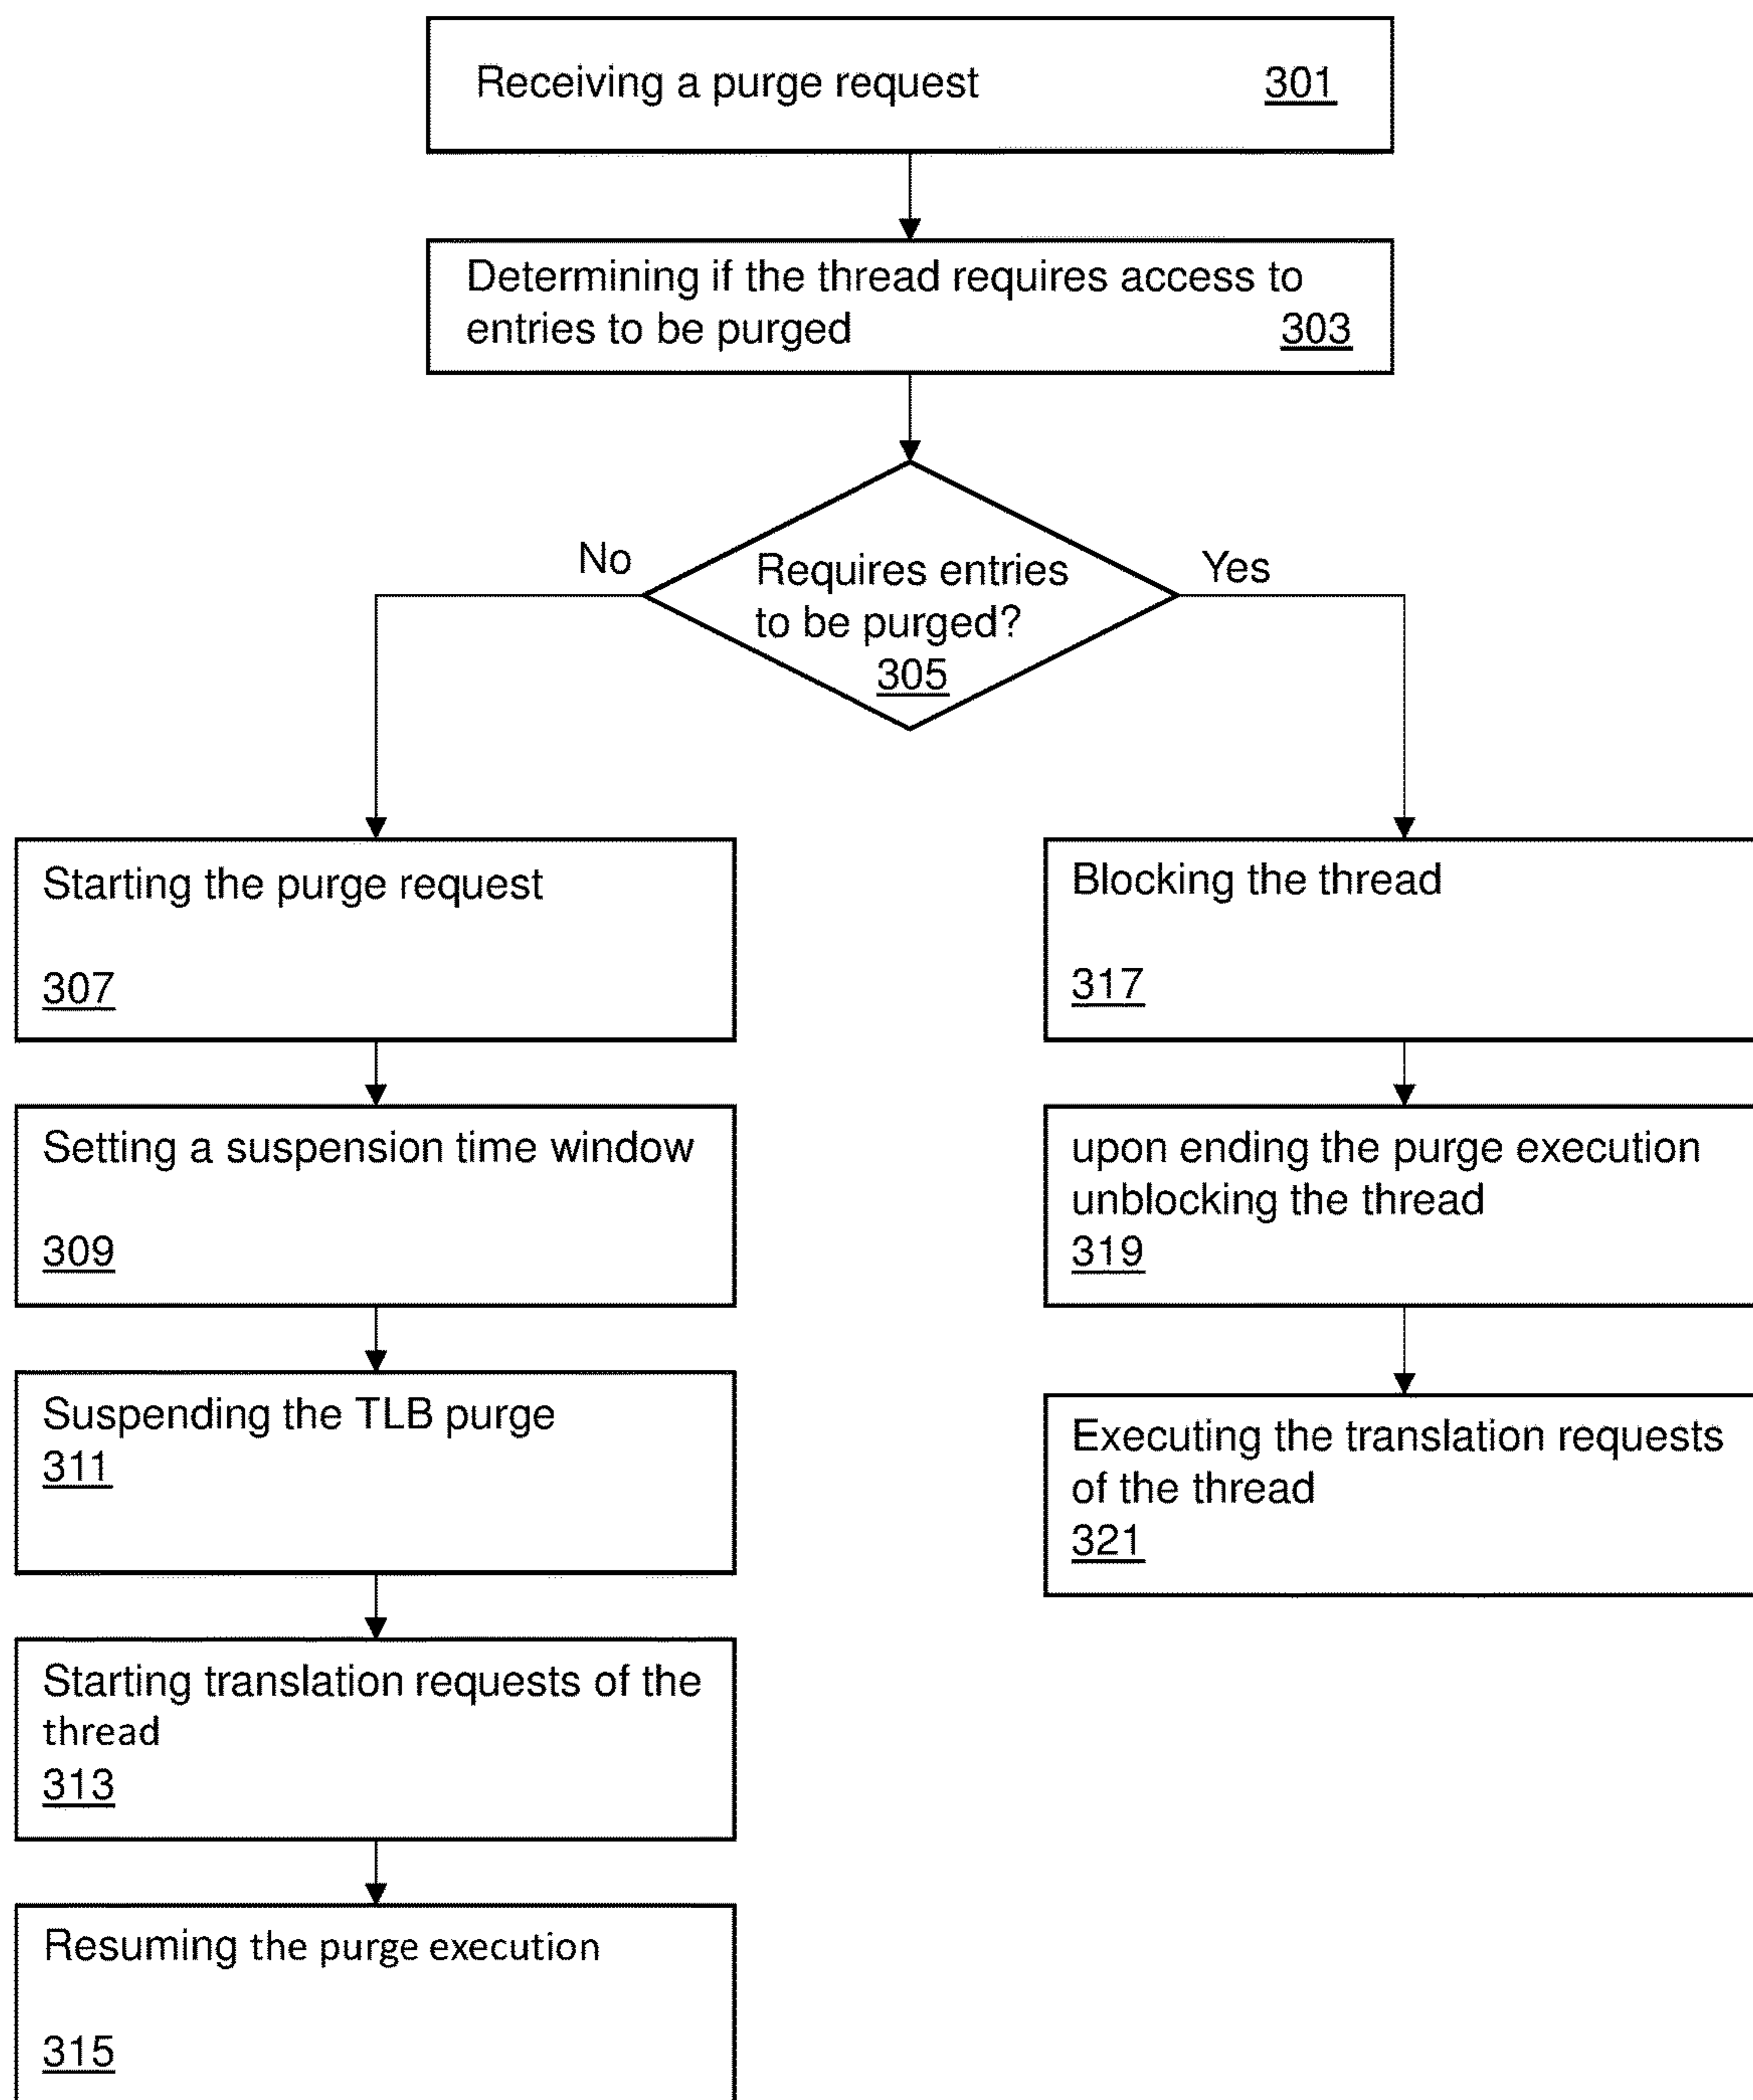 Receiving a purge request 301
Determining if the thread requires access to
entries to be purged 303
No
Yes
Requires entries
to be purged?
305
Starting the purge request
307
Setting a suspension time window
309
Suspending the TLB purge
311
Starting translation requests of the
thread
313
Resuming the purge execution
315
Blocking the thread
317
upon ending the purge execution
unblocking the thread
319
Executing the translation requests
of the thread
321